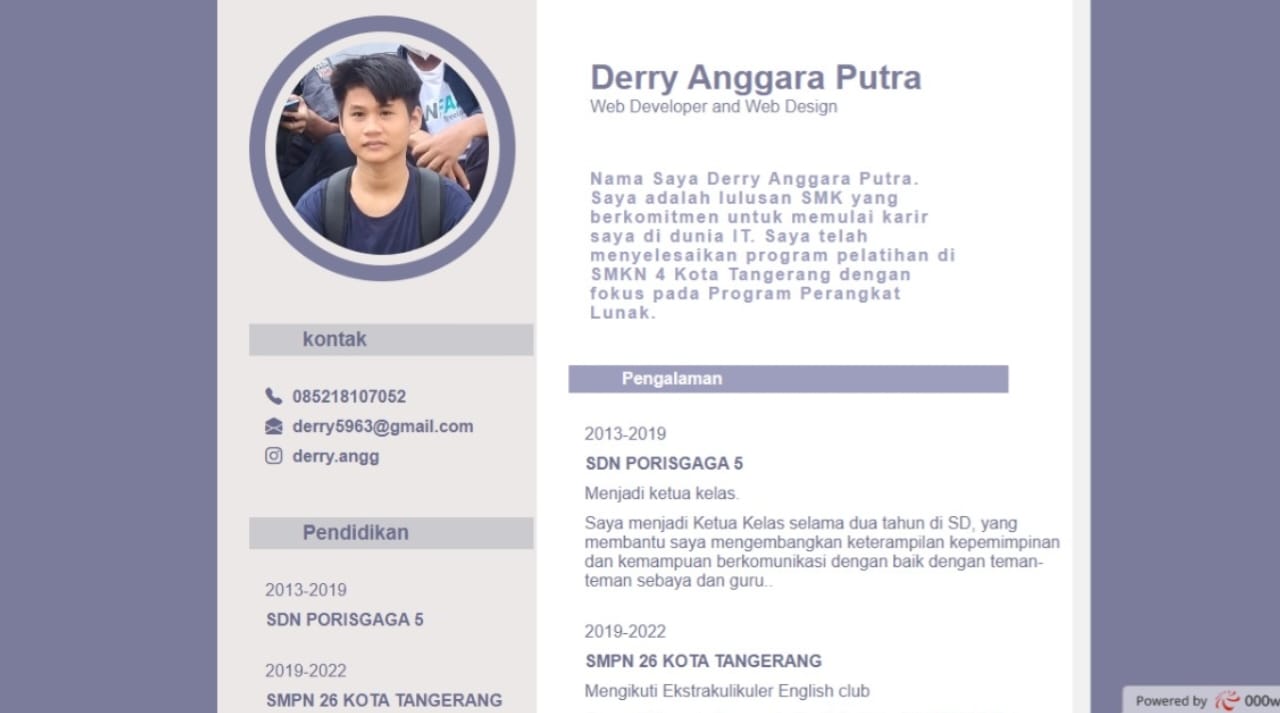 Derry Anggara Putra
Web Developer and Web Design
Nama Saya Derry Anggara Putra.
Saya adalah lulusan SMK yang
berkomitmen untuk memulai karir
saya di dunia IT. Saya telah
menyelesaikan program pelatihan di
SMKN 4 Kota Tangerang dengan
fokus pada Program Perangkat
Lunak.
kontak
085218107052
derry5963@gmail.com
derry.angg
Pendidikan
2013-2019
SDN PORISGAGA 5
2019-2022
SMPN 26 KOTA TANGERANG
Pengalaman
2013-2019
SDN PORISGAGA 5
Menjadi ketua kelas.
Saya menjadi Ketua Kelas selama dua tahun di SD, yang
membantu saya mengembangkan keterampilan kepemimpinan
dan kemampuan berkomunikasi dengan baik dengan teman-
teman sebaya dan guru..
2019-2022
SMPN 26 KOTA TANGERANG
Mengikuti Ekstrakulikuler English club
Powered by 000w